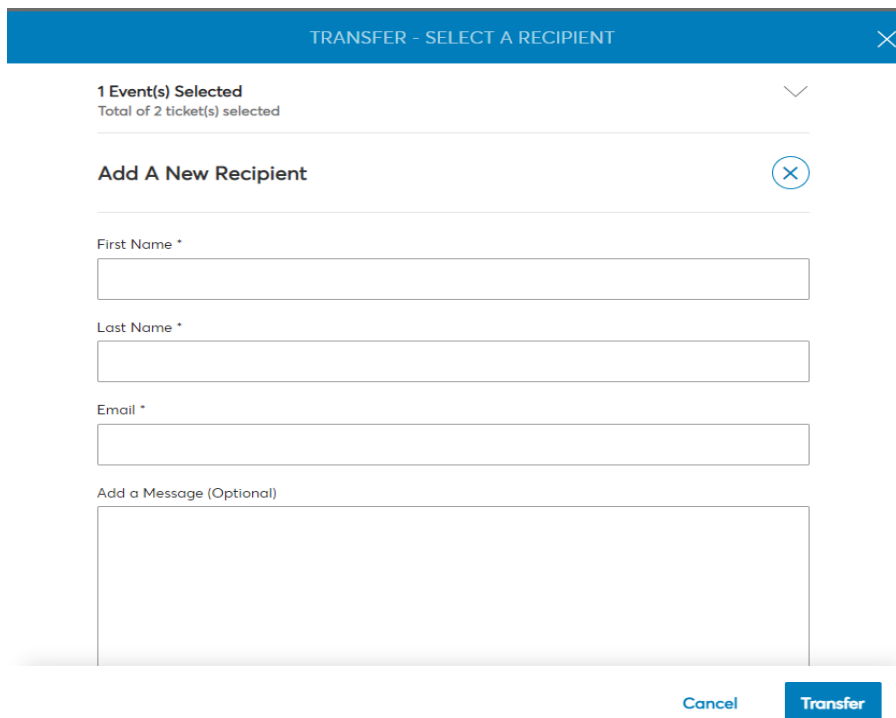 TRANSFER - SELECT A RECIPIENT
1 Event(s) Selected
Total of 2 ticket(s) selected
Add A New Recipient
First Name *
Last Name *
Email *
Add a Message (Optional)
Cancel
Transfer